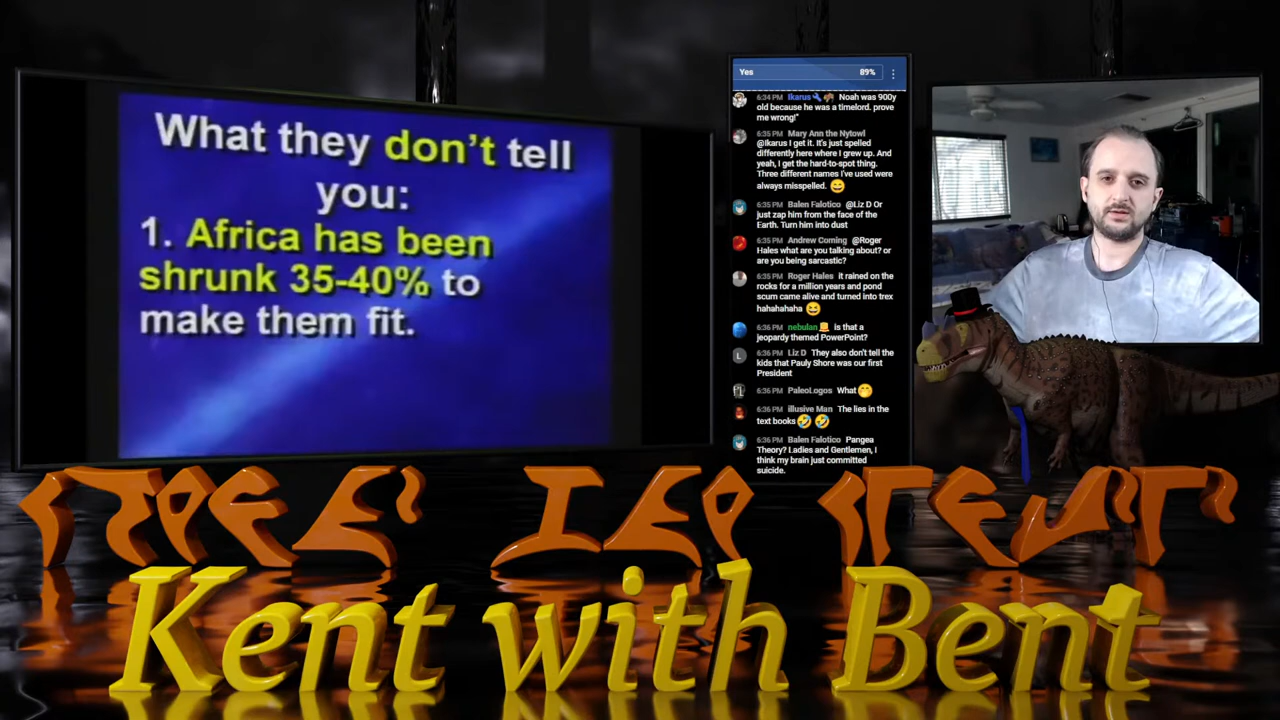 What they don't tell
you:
1. Africa has been
shrunk 35-40% to
make them fit.
Yes 89%
6:34 PM Ikarus Noah was 900y
old because he was a timelord. prove
me wrong!"
6:35 PM Mary Ann the Nytowl
@Ikarus I get it. It's just spelled
differently here where I grew up. And
yeah, I get the hard-to-spot thing.
Three different names I've used were
always misspelled.
6:35 PM Balen Falotico @Liz D Or
just zap him from the face of the
Earth. Turn him into dust
6:35 PM Andrew Corning @Roger
Hales what are you talking about? or
are you being sarcastic?
6:35 PM Roger Hales it rained on the
rocks for a million years and pond
scum came alive and turned into trex
hahahahaha
6:36 PM nebulan is that a
jeopardy themed PowerPoint?
L 6:36 PM Liz D They also don't tell the
kids that Pauly Shore was our first
President
6:36 PM PaleoLogos What
6:36 PM illusive Man The lies in the
text books
6:36 PM Balen Falotico Pangea
Theory? Ladies and Gentlemen, I
think my brain just committed
suicide.
Kent with Bent